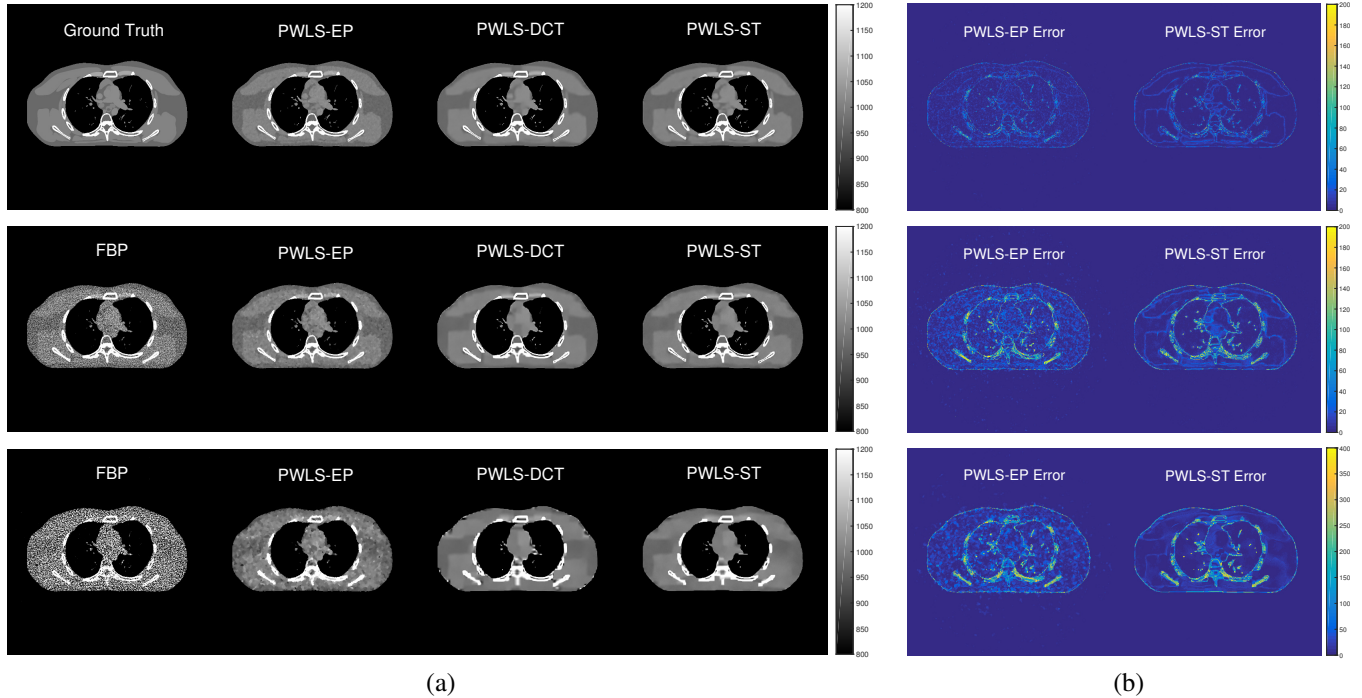 Ground Truth
PWLS-EP
PWLS-DCT
PWLS-ST
1200
1150
1100
1050
1000
950
900
850
800
PWLS-EP Error
PWLS-ST Error
200
180
160
140
120
100
80
60
40
20
0
FBP
PWLS-EP
PWLS-DCT
PWLS-ST
1200
1150
1100
1050
1000
950
900
850
800
PWLS-EP Error
PWLS-ST Error
200
180
160
140
120
100
80
60
40
20
0
FBP
PWLS-EP
PWLS-DCT
PWLS-ST
1200
1150
1100
1050
1000
950
900
850
800
PWLS-EP Error
PWLS-ST Error
400
350
300
250
200
150
100
50
0
(a)
(b)